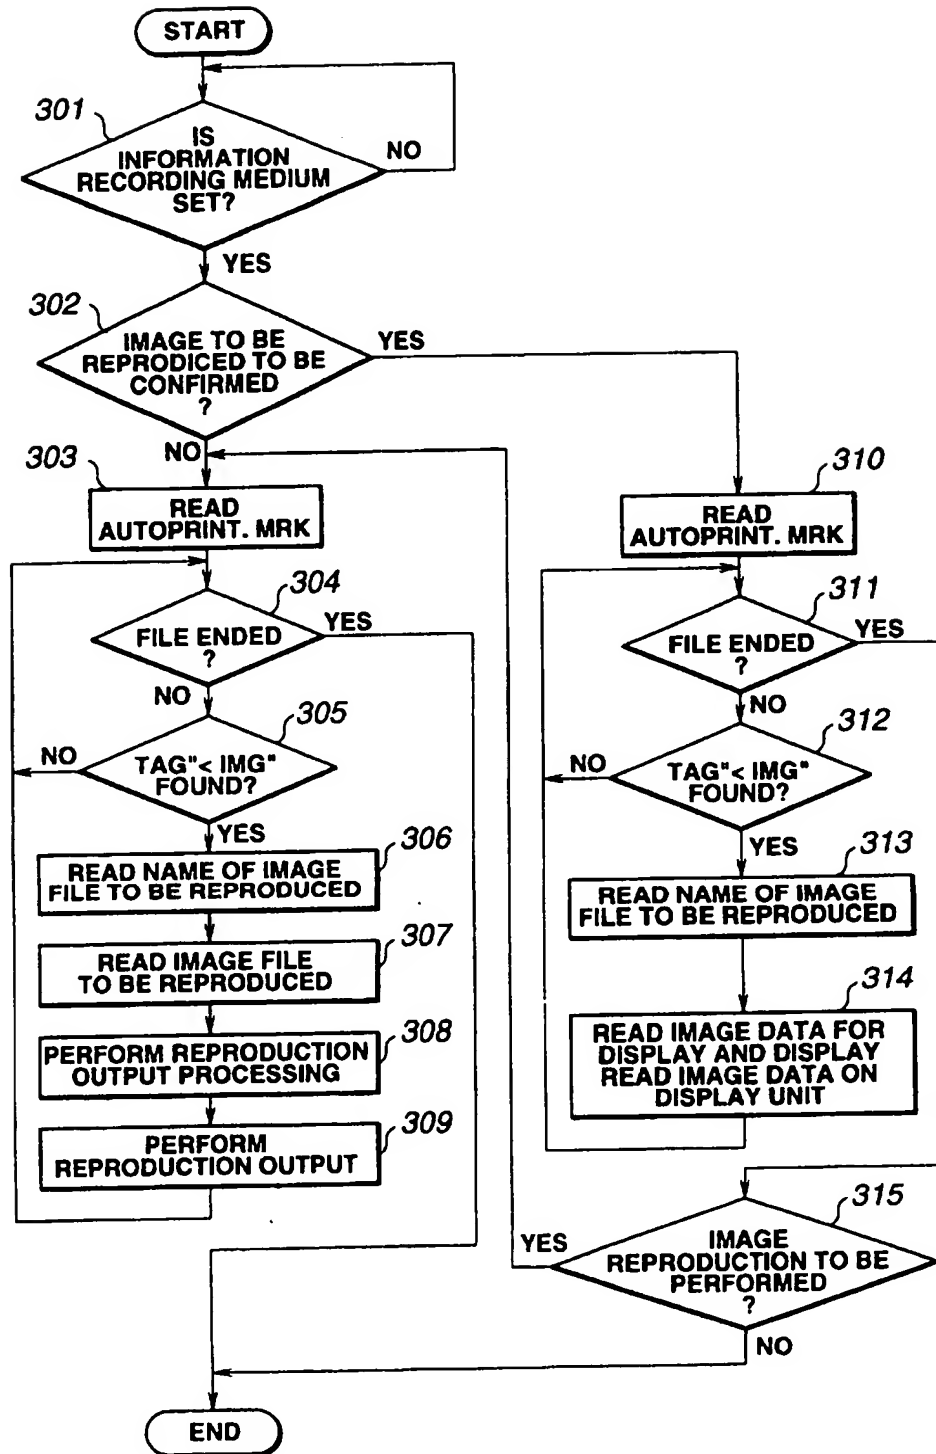 START
301
IS
INFORMATION
RECORDING MEDIUM
SET?
NO
YES
302
IMAGE TO BE
REPRODICED TO BE
CONFIRMED
?
YES
NO
303
READ
AUTOPRINT. MRK
304
FILE ENDED
?
YES
NO
305
TAG"< IMG"
FOUND?
NO
YES
306
READ NAME OF IMAGE
FILE TO BE REPRODUCED
307
READ IMAGE FILE
TO BE REPRODUCED
308
PERFORM REPRODUCTION
OUTPUT PROCESSING
309
PERFORM
REPRODUCTION OUTPUT
310
READ
AUTOPRINT. MRK
311
FILE ENDED
?
YES
NO
312
TAG"< IMG"
FOUND?
NO
YES
313
READ NAME OF IMAGE
FILE TO BE REPRODUCED
314
READ IMAGE DATA FOR
DISPLAY AND DISPLAY
READ IMAGE DATA ON
DISPLAY UNIT
315
IMAGE
REPRODUCTION TO BE
PERFORMED
?
YES
NO
END